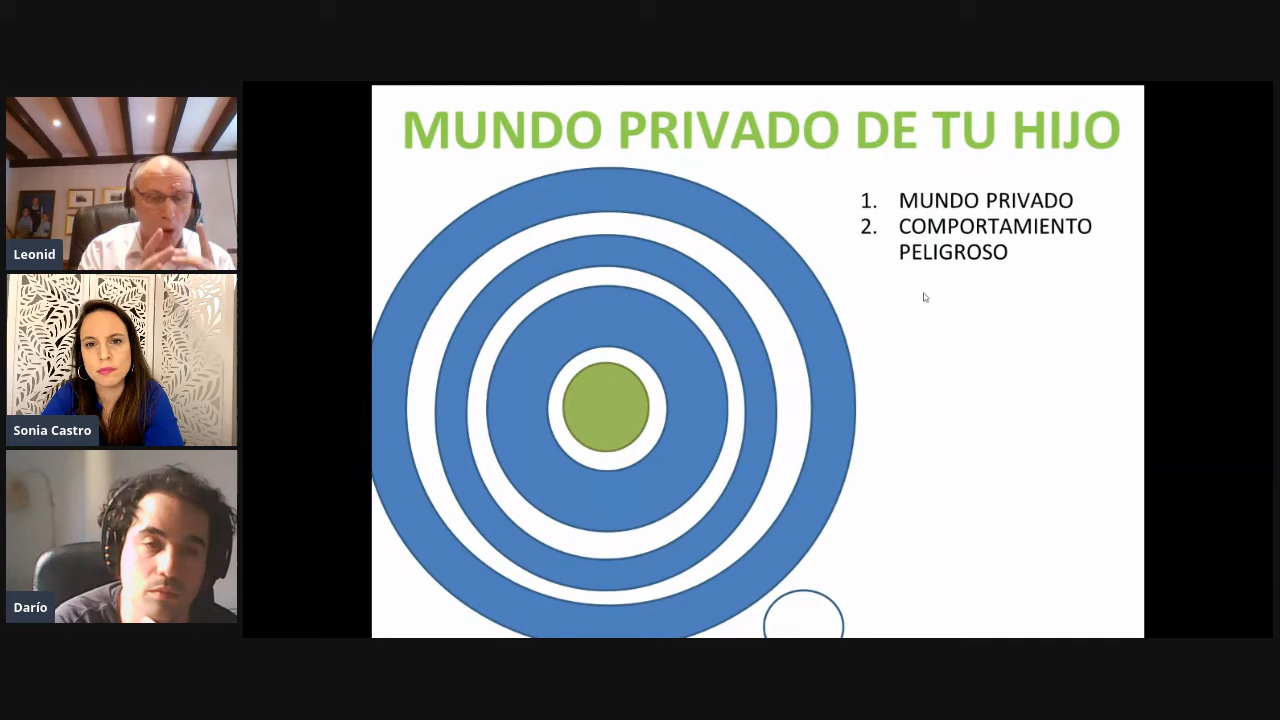 MUNDO PRIVADO DE TU HIJO
1. MUNDO PRIVADO
2. COMPORTAMIENTO
PELIGROSO
Leonid
Sonia Castro
Darío